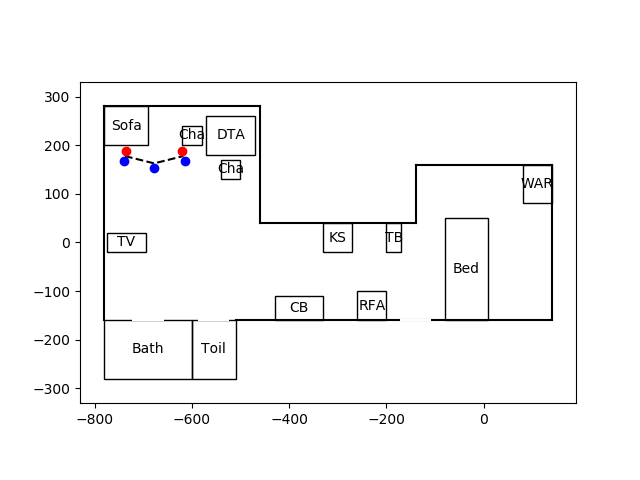 300
200
100
0
−100
−200
−300
−800
−600
−400
−200
0
Sofa
Cha
DTA
Cha
WAR
TV
KS
TB
Bed
CB
RFA
Bath
Toil